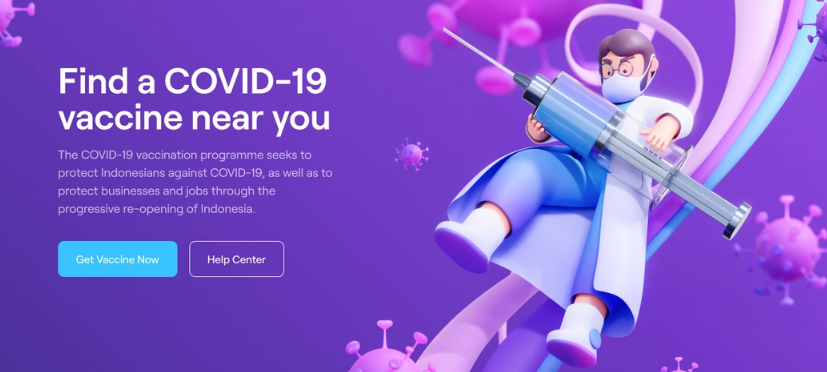 Find a COVID-19
vaccine near you
The COVID-19 vaccination programme seeks to
protect Indonesians against COVID-19, as well as to
protect businesses and jobs through the
progressive re-opening of Indonesia.
Get Vaccine Now
Help Center